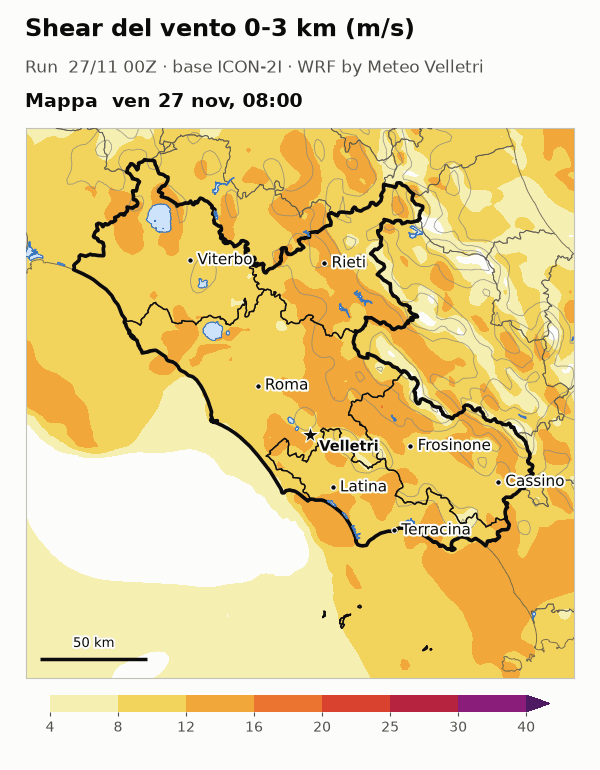 Shear del vento 0-3 km (m/s)
Run  27/11 00Z · base ICON-2I · WRF by Meteo Velletri
Mappa  ven 27 nov, 08:00
Viterbo
Rieti
Roma
Velletri
Frosinone
Cassino
Latina
Terracina
50 km
4 8 12 16 20 25 30 40